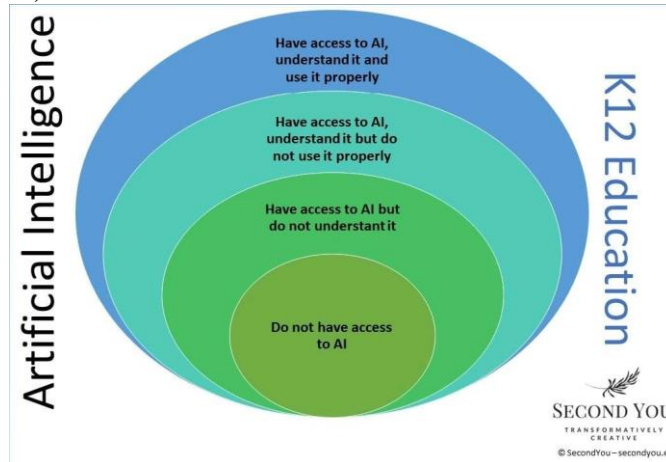 Artificial Intelligence
Have access to AI,
understand it and
use it properly
Have access to AI,
understand it but do
not use it properly
Have access to AI but
do not understant it
Do not have access
to AI
K12 Education
SECOND YOU
TRANSFORMATIVELY
CREATIVE
© SecondYou – secondyou.e